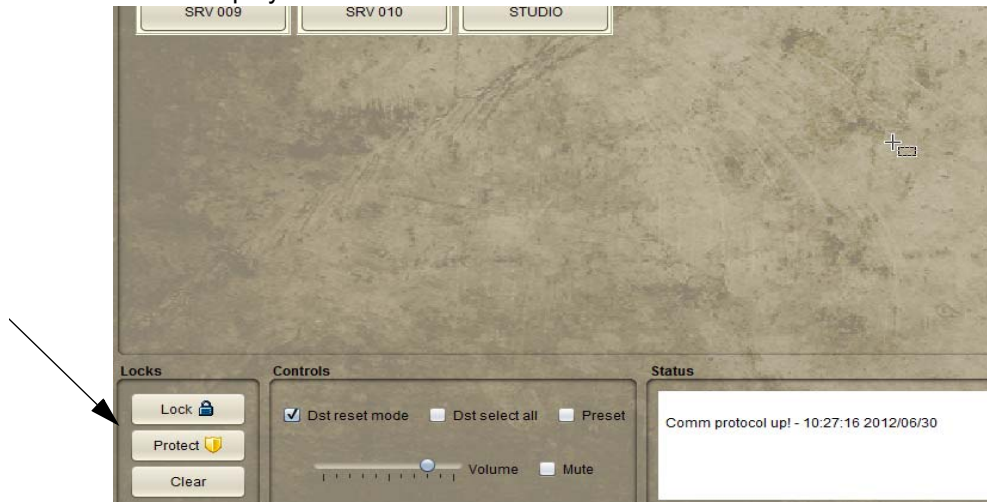 SRV 009 SRV 010 STUDIO
Locks Controls Status
Lock
Protect
Clear
Dst reset mode Dst select all Preset
Volume Mute
Comm protocol up! - 10:27:16 2012/06/30